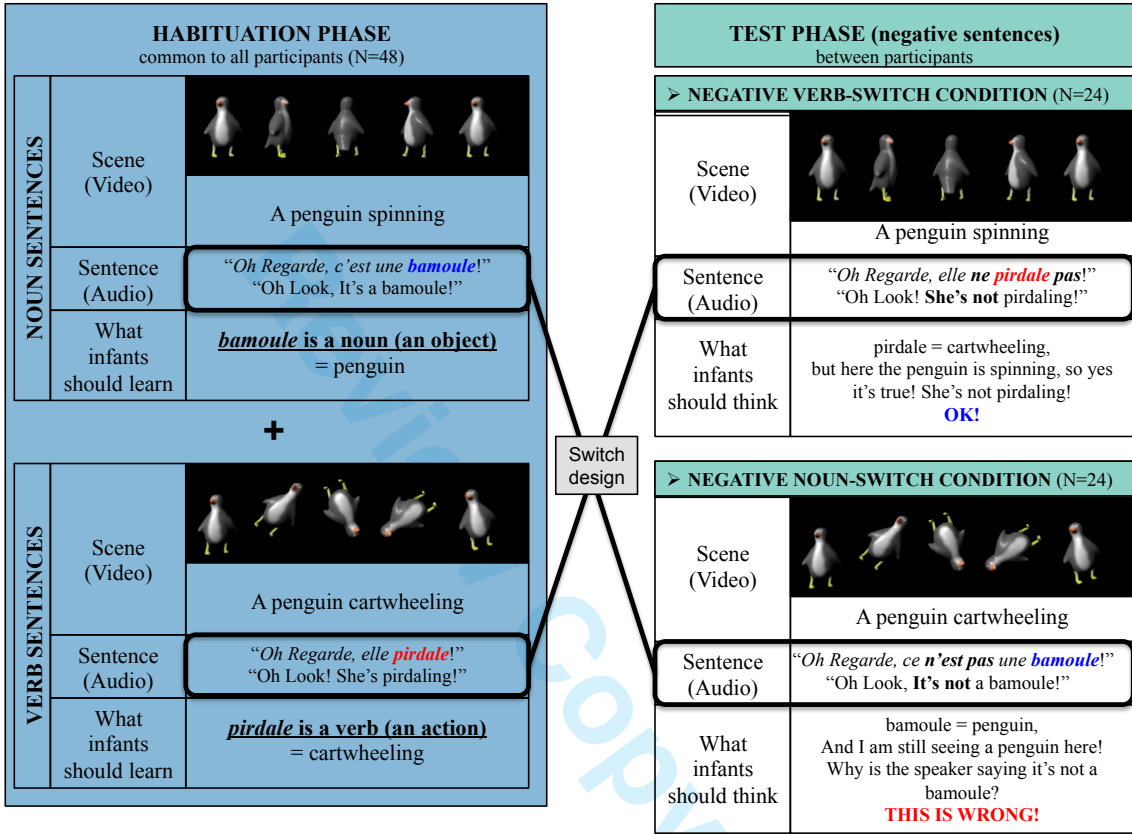 HABITUATION PHASE
common to all participants (N=48)
NOUN SENTENCES
Scene
(Video)
A penguin spinning
Sentence
(Audio)
“Oh Regarde, c’est une bamoule!”
“Oh Look, It’s a bamoule!”
What
infants
should learn
bamoule is a noun (an object)
= penguin
+
VERB SENTENCES
Scene
(Video)
A penguin cartwheeling
Sentence
(Audio)
“Oh Regarde, elle pirdale!”
“Oh Look! She’s pirdaling!”
What
infants
should learn
pirdale is a verb (an action)
= cartwheeling
Switch
design
TEST PHASE (negative sentences)
between participants
➢ NEGATIVE VERB-SWITCH CONDITION (N=24)
Scene
(Video)
A penguin spinning
Sentence
(Audio)
“Oh Regarde, elle ne pirdale pas!”
“Oh Look! She’s not pirdaling!”
What
infants
should think
pirdale = cartwheeling,
but here the penguin is spinning, so yes
it’s true! She’s not pirdaling!
OK!
➢ NEGATIVE NOUN-SWITCH CONDITION (N=24)
Scene
(Video)
A penguin cartwheeling
Sentence
(Audio)
“Oh Regarde, ce n’est pas une bamoule!”
“Oh Look, It’s not a bamoule!”
What
infants
should think
bamoule = penguin,
And I am still seeing a penguin here!
Why is the speaker saying it’s not a
bamoule?
THIS IS WRONG!
Review Copy